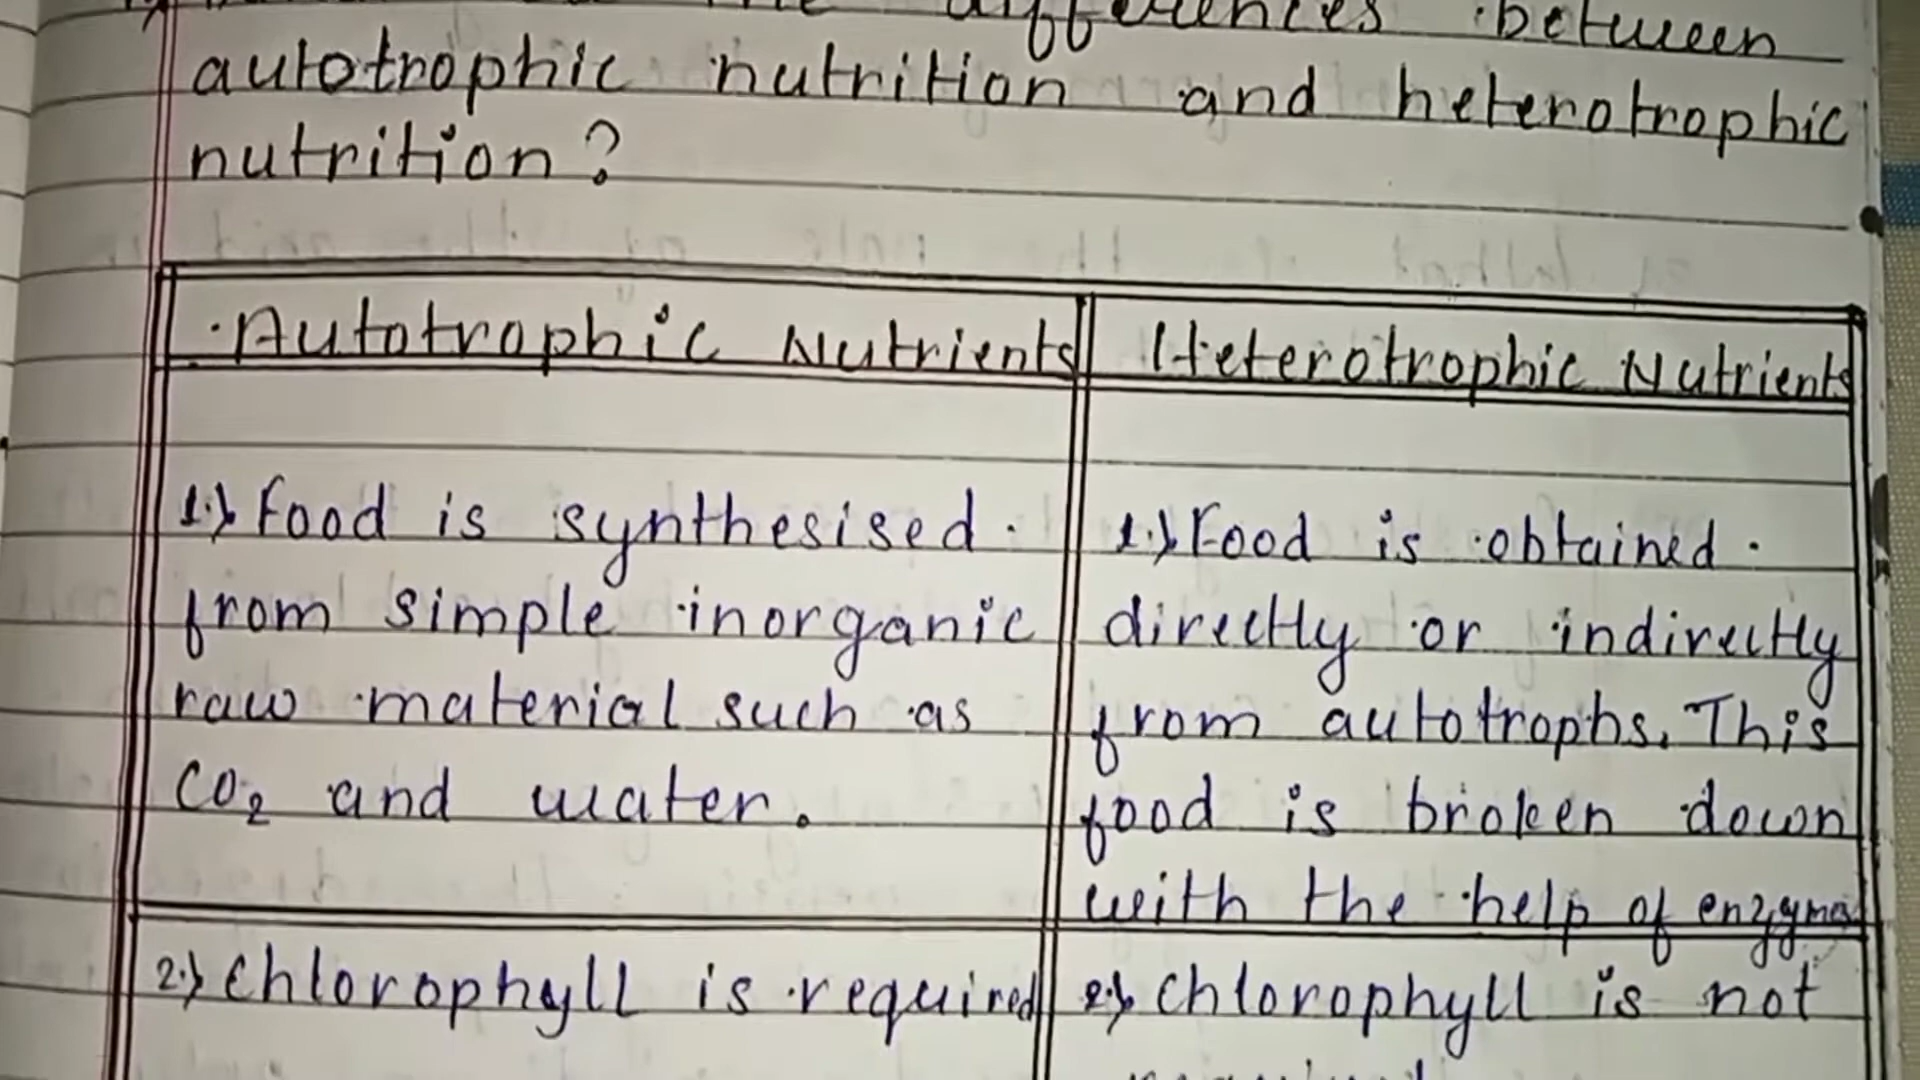 differences between
autotrophic nutrition and heterotrophic
nutrition?
Autotrophic Nutrients
Heterotrophic Nutrients
1.) Food is synthesised
from simple inorganic
raw material such as
CO2 and water.
1.) Food is obtained
directly or indirectly
from autotrophs. This
food is broken down
with the help of
2.) Chlorophyll is required
2.) Chlorophyll is not